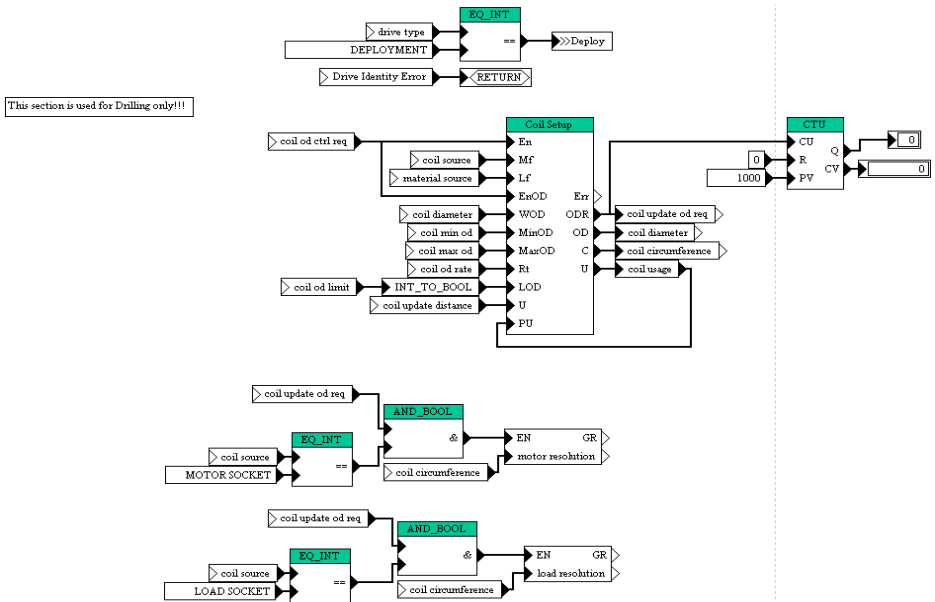 EQ_INT
drive type
DEPLOYMENT
==
>>Deploy
Drive Identity Error
RETURN
This section is used for Drilling only!!!
Coil Setup
CTU
coil od ctrl req
En
CU
Q
0
coil source
Mf
0
R
CV
0
material source
Lf
1000
PV
EnOD
Err
coil diameter
WOD
ODR
coil update od req
coil min od
MinOD
OD
coil diameter
coil max od
MaxOD
C
coil circumference
coil od rate
Rt
U
coil usage
coil od limit
INT_TO_BOOL
LOD
coil update distance
U
PU
coil update od req
AND_BOOL
&
EN
GR
EQ_INT
coil source
==
motor resolution
MOTOR SOCKET
coil circumference
coil update od req
AND_BOOL
&
EN
GR
EQ_INT
coil source
==
load resolution
LOAD SOCKET
coil circumference